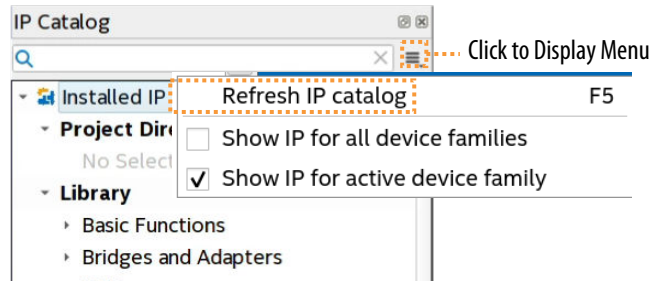 IP Catalog
Click to Display Menu
Installed IP
Refresh IP catalog F5
Project Dire
Show IP for all device families
No Select
Show IP for active device family
Library
Basic Functions
Bridges and Adapters